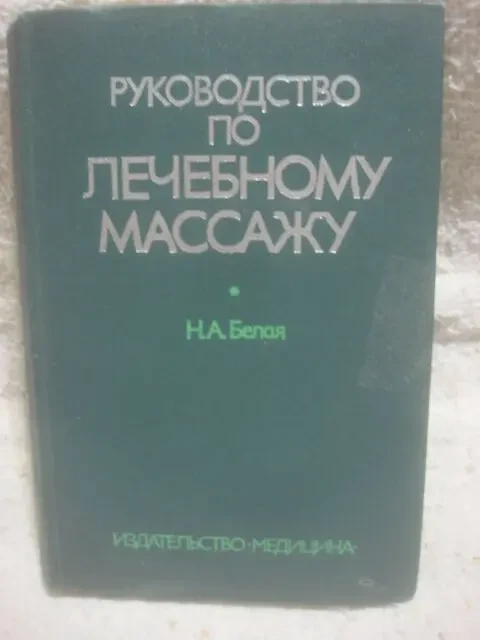 РУКОВОДСТВО
ПО
ЛЕЧЕБНОМУ
МАССАЖУ
Н.А. Белая
ИЗДАТЕЛЬСТВО · МЕДИЦИНА ·